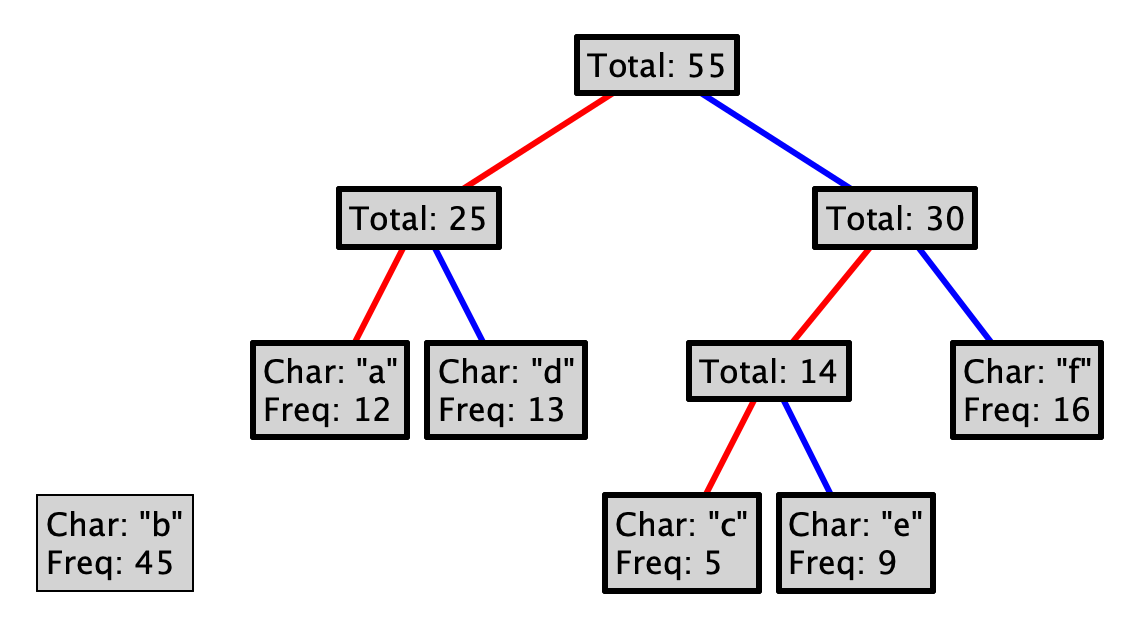 Total: 55
Total: 25
Total: 30
Char: "a"
Freq: 12
Char: "d"
Freq: 13
Total: 14
Char: "f"
Freq: 16
Char: "b"
Freq: 45
Char: "c"
Freq: 5
Char: "e"
Freq: 9